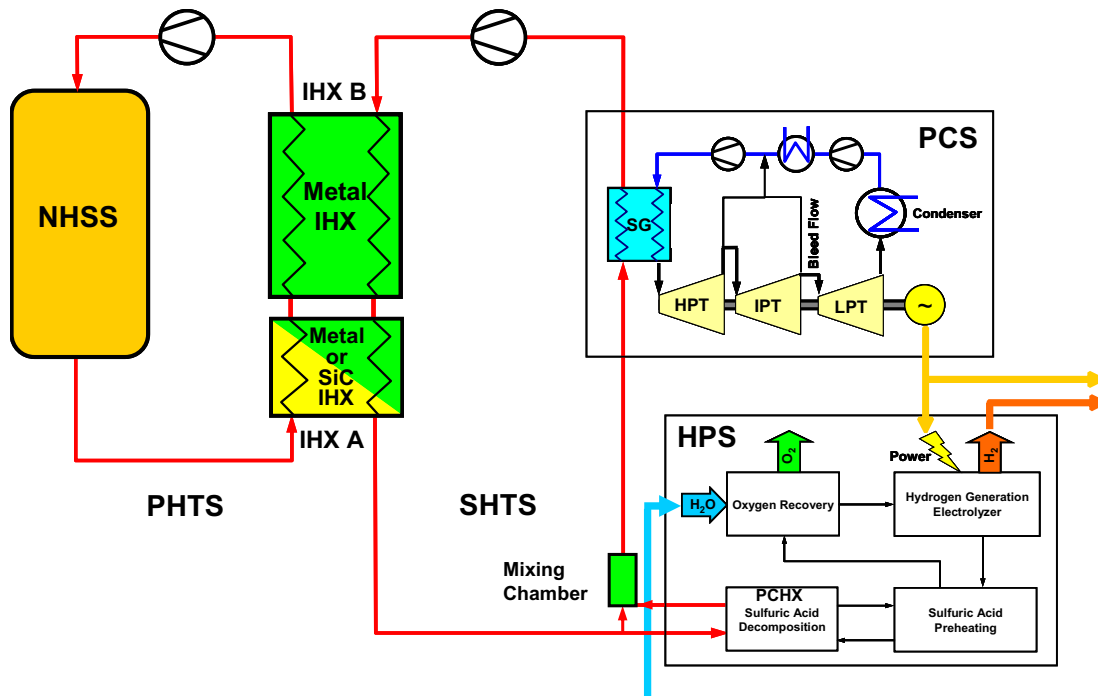 IHX B
PCS
NHSS
Metal
IHX
SG
Bleed Flow
Condenser
HPT
IPT
LPT
~
Metal
or
SiC
IHX
IHX A
HPS
PHTS
SHTS
O2
Power
H2
H2O
Oxygen Recovery
Hydrogen Generation
Electrolyzer
Mixing
Chamber
PCHX
Sulfuric Acid
Decomposition
Sulfuric Acid
Preheating